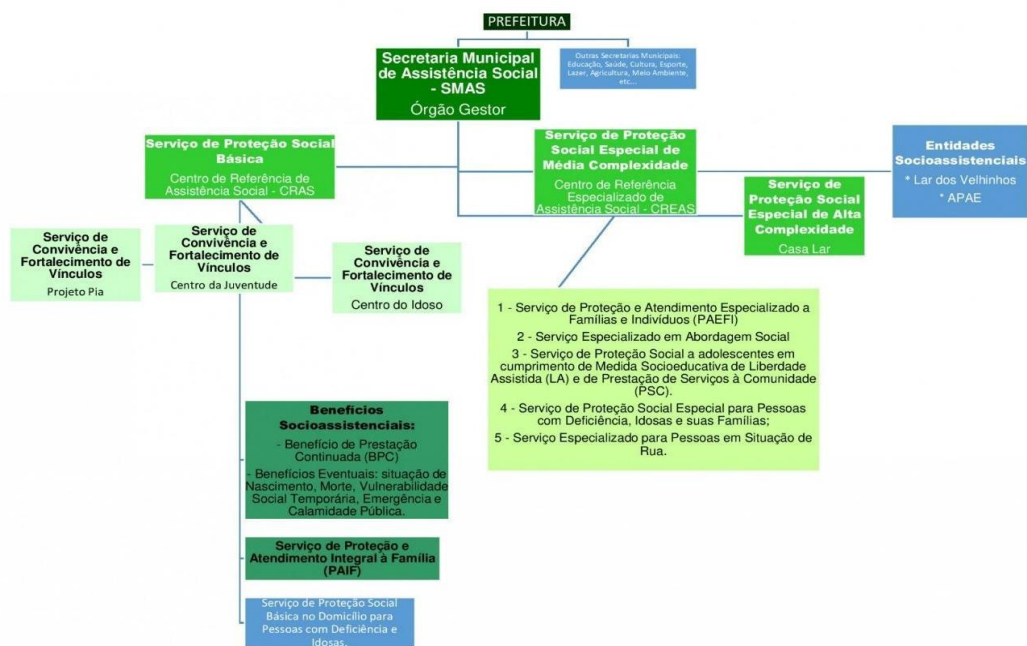 PREFEITURA
Secretaria Municipal
de Assistência Social
- SMAS
Órgão Gestor
Outras Secretarias Municipais:
Educação, Saúde, Cultura, Esporte,
Lazer, Agricultura, Meio Ambiente,
etc...
Serviço de Proteção Social
Básica
Centro de Referência de
Assistência Social - CRAS
Serviço de Proteção
Social Especial de
Média Complexidade
Centro de Referência
Especializado de
Assistência Social - CREAS
Entidades
Socioassistenciais
* Lar dos Velhinhos
* APAE
Serviço de
Proteção Social
Especial de Alta
Complexidade
Casa Lar
Serviço de
Convivência e
Fortalecimento de
Vínculos
Projeto Pia
Serviço de
Convivência e
Fortalecimento de
Vínculos
Centro da Juventude
Serviço de
Convivência e
Fortalecimento de
Vínculos
Centro do Idoso
1 - Serviço de Proteção e Atendimento Especializado a
Famílias e Indivíduos (PAEFI)
2 - Serviço Especializado em Abordagem Social
3 - Serviço de Proteção Social a adolescentes em
cumprimento de Medida Socioeducativa de Liberdade
Assistida (LA) e de Prestação de Serviços à Comunidade
(PSC).
4 - Serviço de Proteção Social Especial para Pessoas
com Deficiência, Idosas e suas Famílias;
5 - Serviço Especializado para Pessoas em Situação de
Rua.
Benefícios
Socioassistenciais:
- Benefício de Prestação
Continuada (BPC)
- Benefícios Eventuais: situação de
Nascimento, Morte, Vulnerabilidade
Social Temporária, Emergência e
Calamidade Pública.
Serviço de Proteção e
Atendimento Integral à Família
(PAIF)
Serviço de Proteção Social
Básica no Domicílio para
Pessoas com Deficiência e
Idosas.